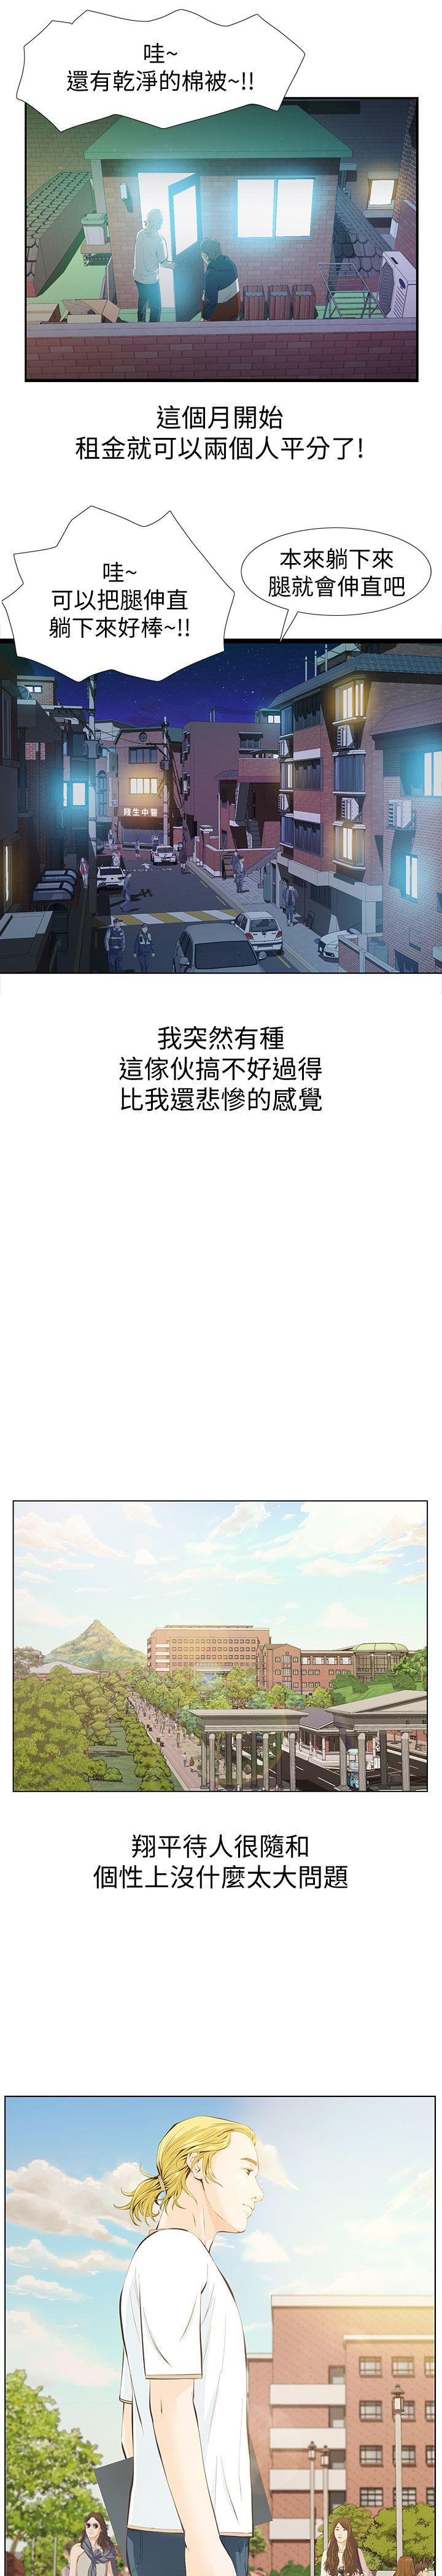 哇~
還有乾淨的棉被~!!
這個月開始
租金就可以兩個人平分了!
哇~
可以把腿伸直
躺下來好棒~!!
本來躺下來
腿就會伸直吧
我突然有種
這傢伙搞不好過得
比我還悲慘的感覺
翔平待人很隨和
個性上沒什麼太大問題